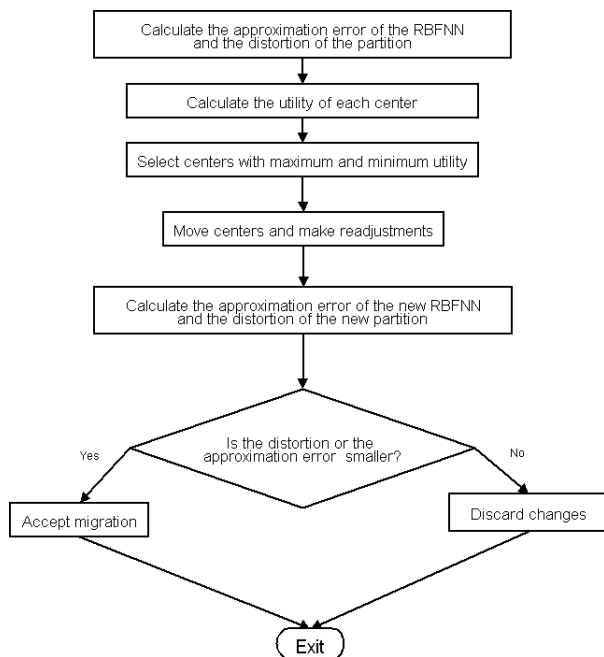 Calculate the approximation error of the RBFNN
and the distortion of the partition
Calculate the utility of each center
Select centers with maximum and minimum utility
Move centers and make readjustments
Calculate the approximation error of the new RBFNN
and the distortion of the new partition
Is the distortion or the
approximation error smaller?
Yes
No
Accept migration
Discard changes
Exit